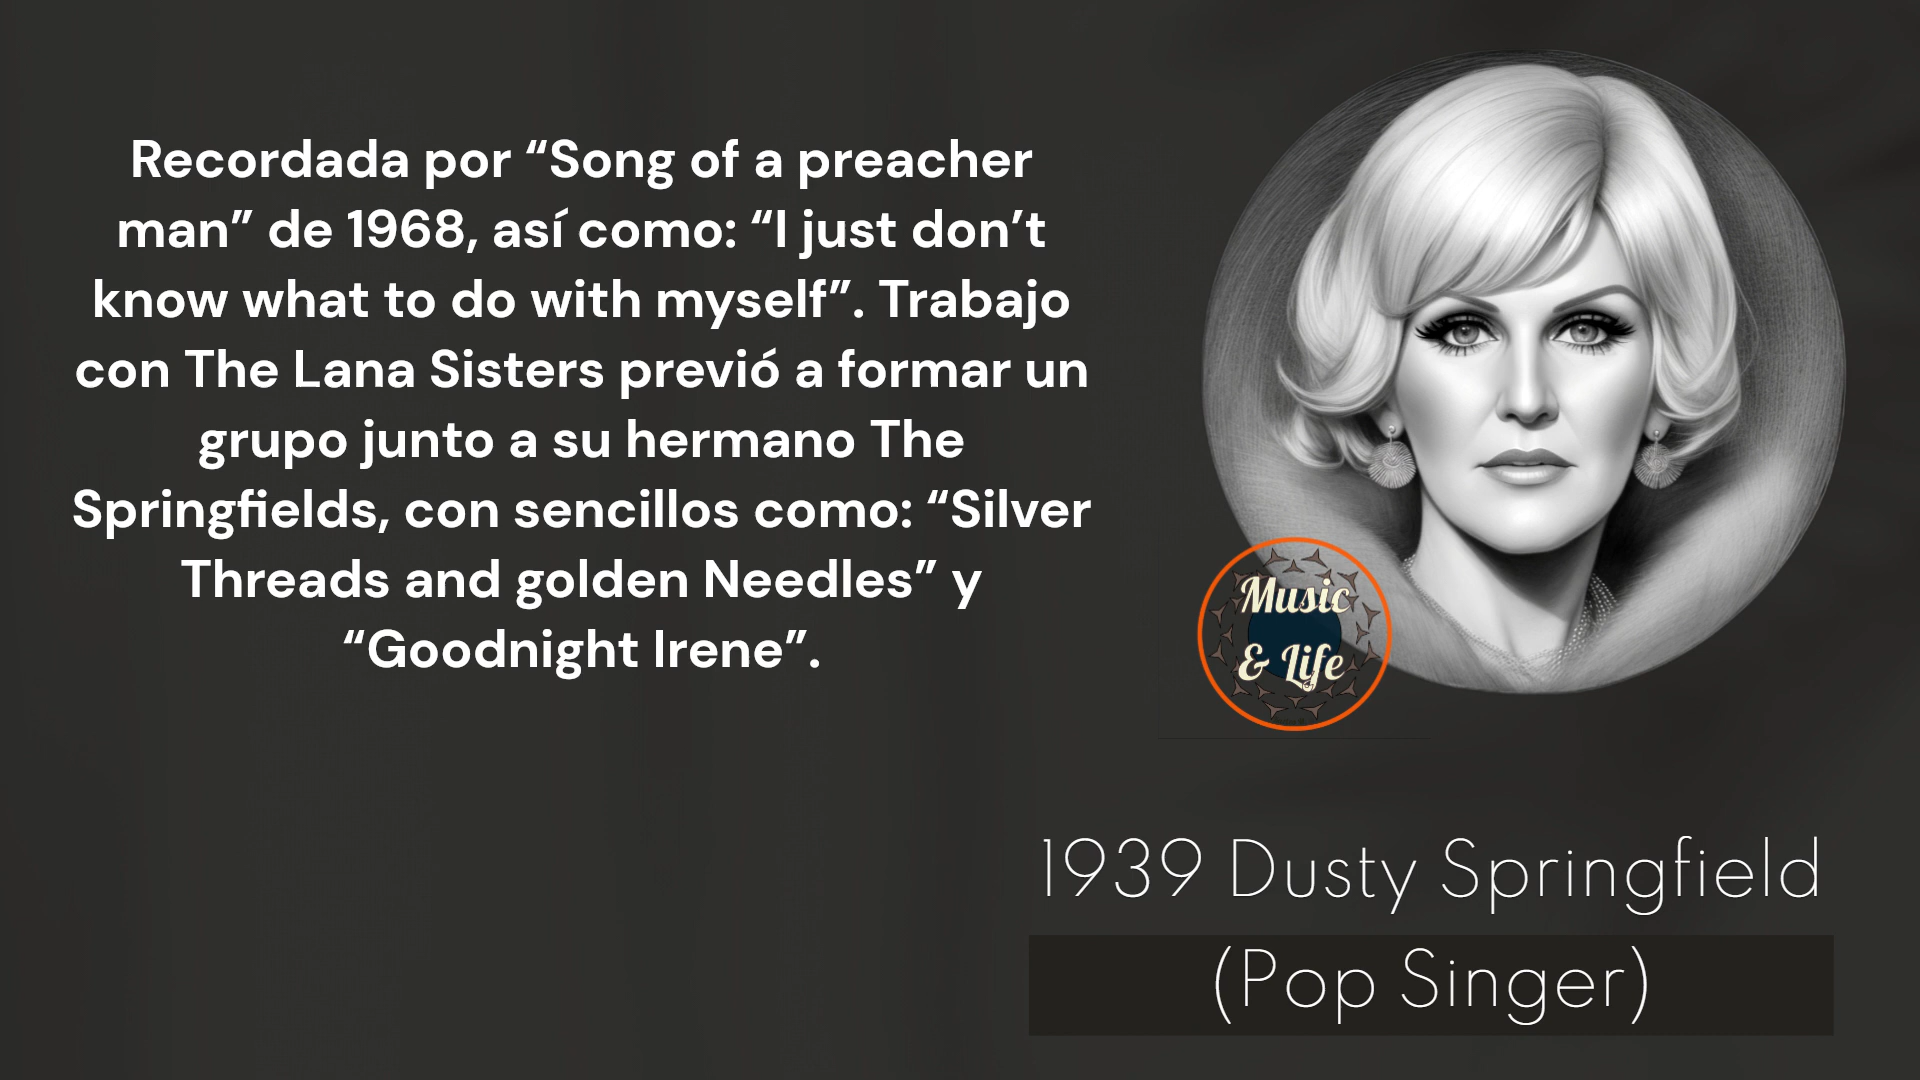 Recordada por “Song of a preacher
man” de 1968, así como: “I just don’t
know what to do with myself”. Trabajo
con The Lana Sisters previó a formar un
grupo junto a su hermano The
Springfields, con sencillos como: “Silver
Threads and golden Needles” y
“Goodnight Irene”.
Music
& Life
1939 Dusty Springfield
(Pop Singer)